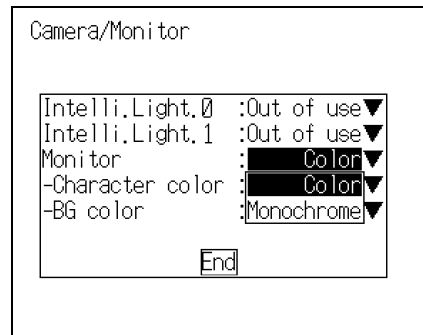 Camera/Monitor
Intelli.Light.0 :Out of use▼
Intelli.Light.1 :Out of use▼
Monitor : Color▼
-Character color : Color▼
-BG color :Monochrome▼
End